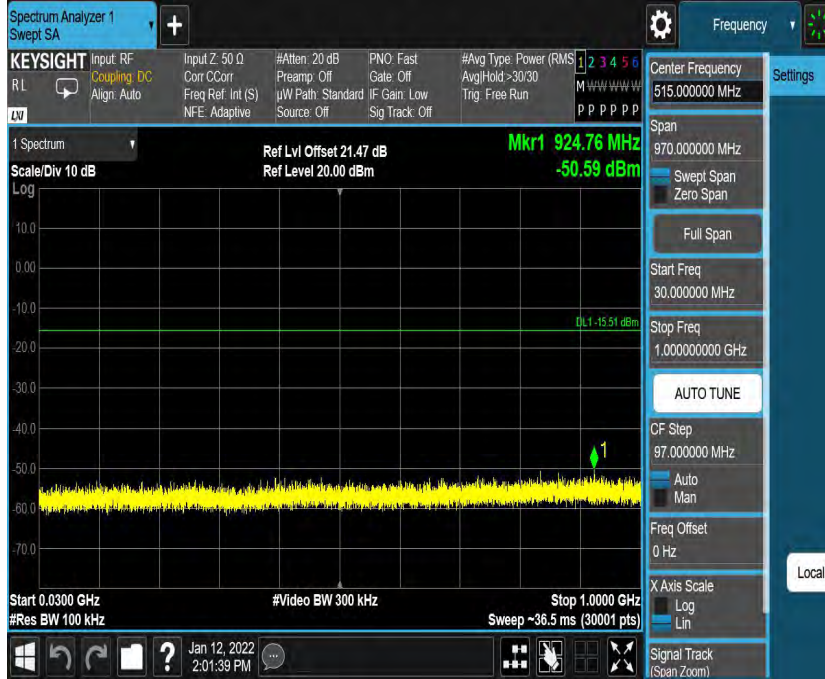 Spectrum Analyzer 1
Swept SA
+
Frequency
KEYSIGHT
R L
LXI
Input: RF
Coupling: DC
Align: Auto
Input Z: 50 Ω
Corr CCorr
Freq Ref: Int (S)
NFE: Adaptive
#Atten: 20 dB
Preamp: Off
µW Path: Standard
Source: Off
PNO: Fast
Gate: Off
IF Gain: Low
Sig Track: Off
#Avg Type: Power (RMS
Avg|Hold:>30/30
Trig: Free Run
1 2 3 4 5 6
M W W W W W
P P P P P P
1 Spectrum
Scale/Div 10 dB
Ref Lvl Offset 21.47 dB
Ref Level 20.00 dBm
Mkr1 924.76 MHz
-50.59 dBm
Log
10.0
0.00
-10.0
DL1 -15.51 dBm
-20.0
-30.0
-40.0
1
-50.0
-60.0
-70.0
Start 0.0300 GHz
#Res BW 100 kHz
#Video BW 300 kHz
Stop 1.0000 GHz
Sweep ~36.5 ms (30001 pts)
?
Jan 12, 2022
2:01:39 PM
Center Frequency
515.000000 MHz
Settings
Span
970.000000 MHz
Swept Span
Zero Span
Full Span
Start Freq
30.000000 MHz
Stop Freq
1.000000000 GHz
AUTO TUNE
CF Step
97.000000 MHz
Auto
Man
Freq Offset
0 Hz
Local
X Axis Scale
Log
Lin
Signal Track
(Span Zoom)